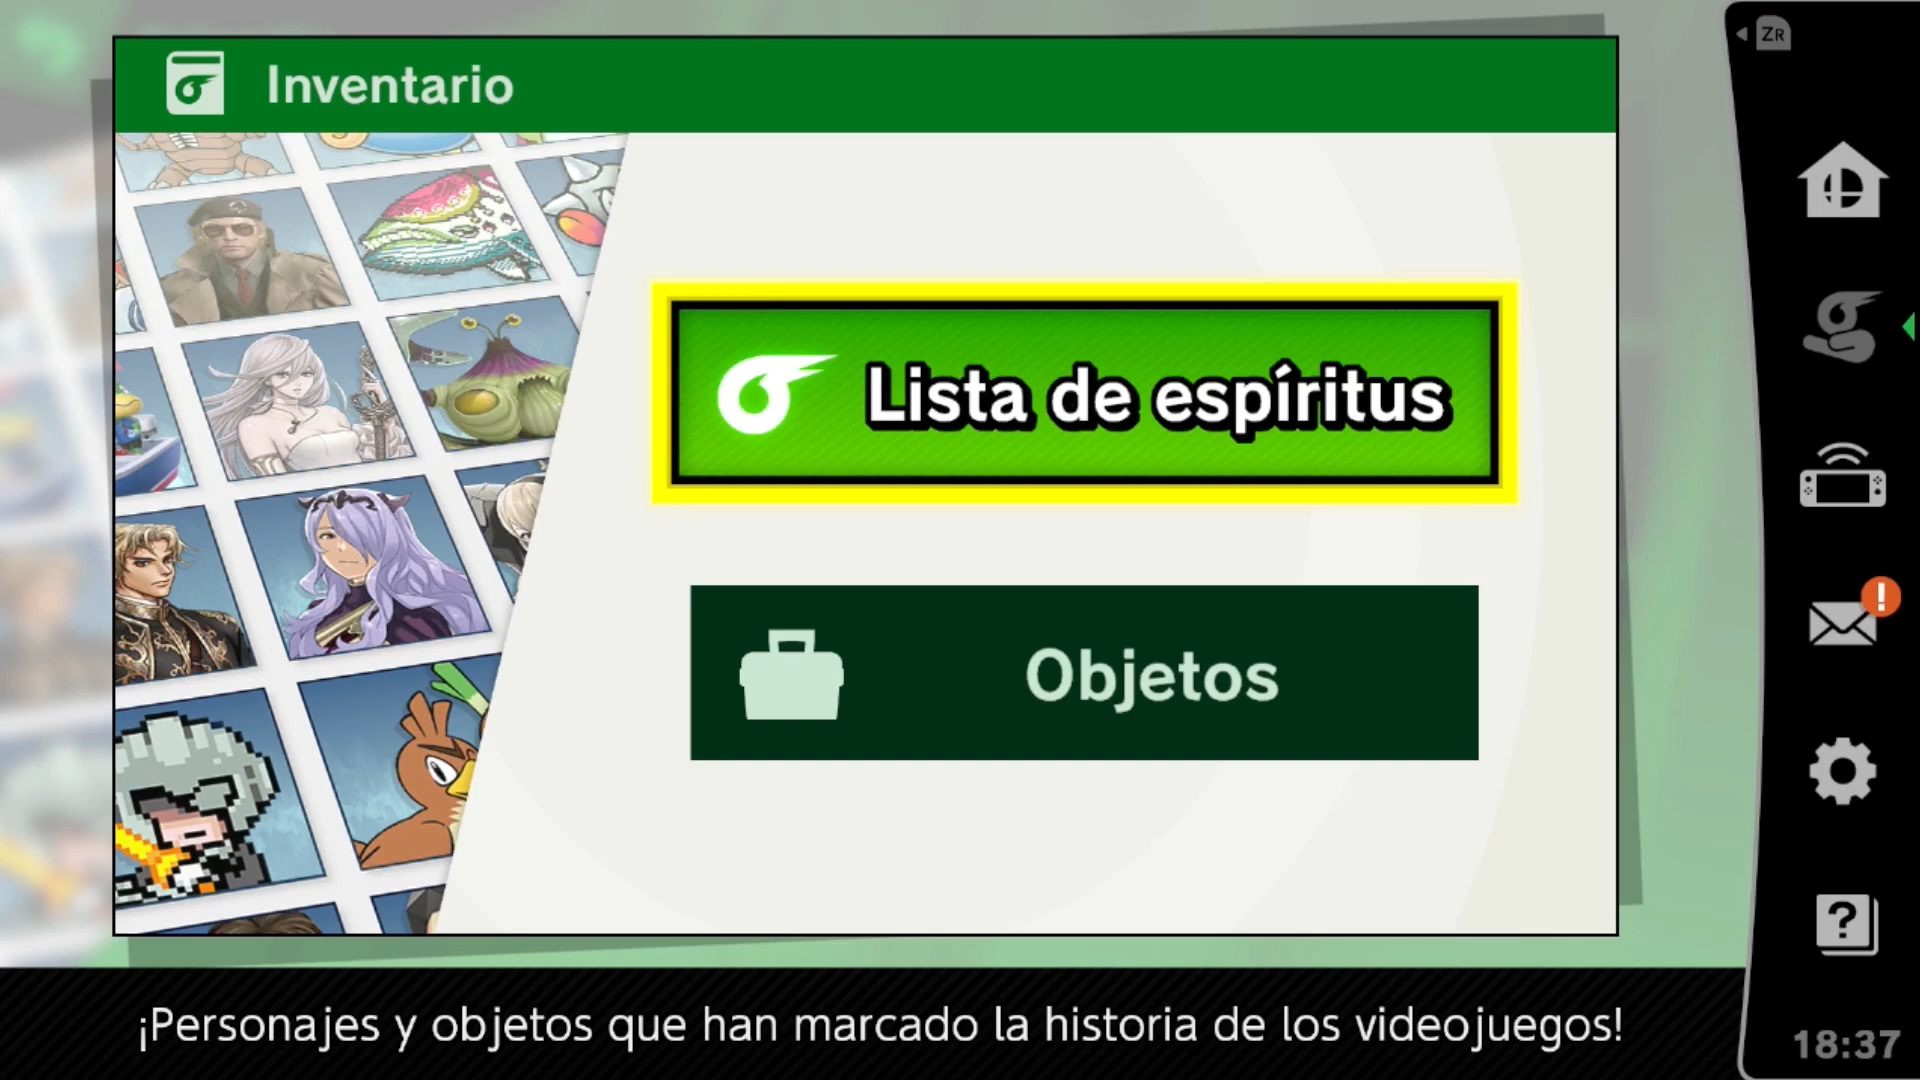 Inventario
ZR
Lista de espíritus
Objetos
!
?
¡Personajes y objetos que han marcado la historia de los videojuegos!
18:37